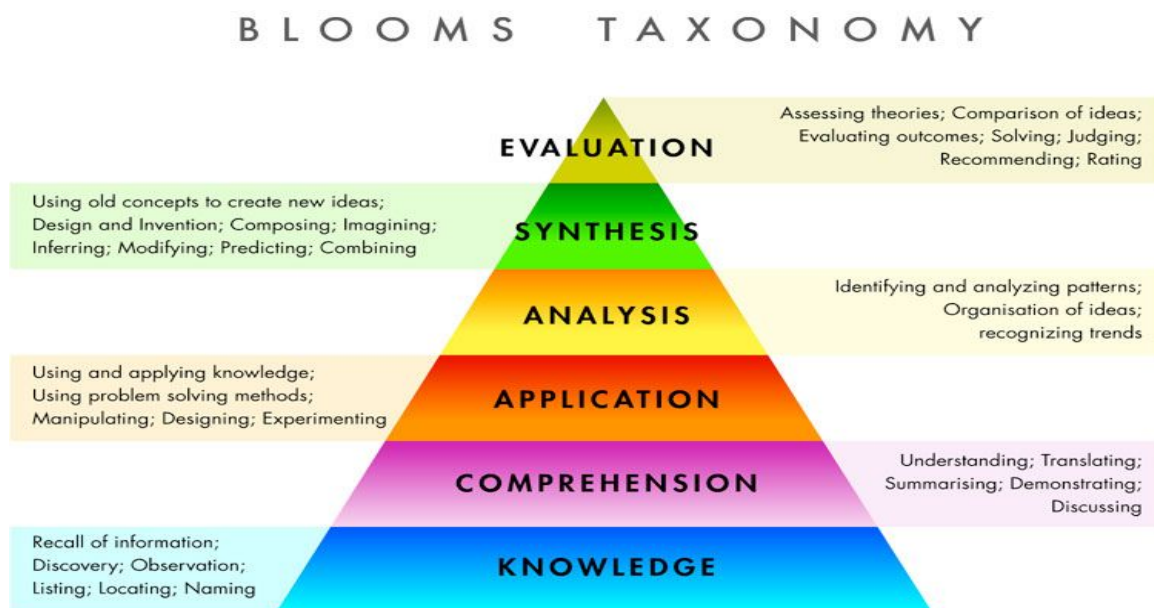 BLOOMS TAXONOMY
EVALUATION
Assessing theories; Comparison of ideas;
Evaluating outcomes; Solving; Judging;
Recommending; Rating
Using old concepts to create new ideas;
Design and Invention; Composing; Imagining;
Inferring; Modifying; Predicting; Combining
SYNTHESIS
ANALYSIS
Identifying and analyzing patterns;
Organisation of ideas;
recognizing trends
Using and applying knowledge;
Using problem solving methods;
Manipulating; Designing; Experimenting
APPLICATION
COMPREHENSION
Understanding; Translating;
Summarising; Demonstrating;
Discussing
Recall of information;
Discovery; Observation;
Listing; Locating; Naming
KNOWLEDGE